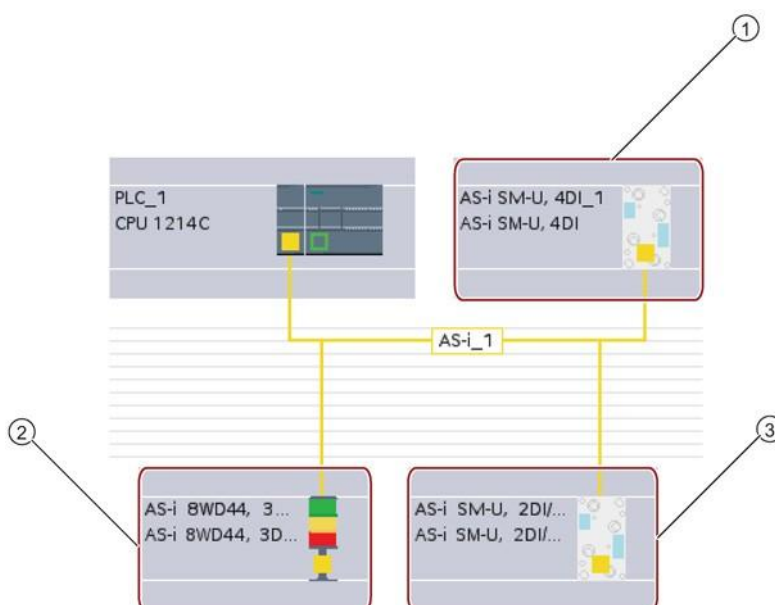 ①
PLC_1
CPU 1214C
AS-i SM-U, 4DI_1
AS-i SM-U, 4DI
AS-i_1
②
③
AS-i 8WD44, 3...
AS-i 8WD44, 3D...
AS-i SM-U, 2DI/...
AS-i SM-U, 2DI/...